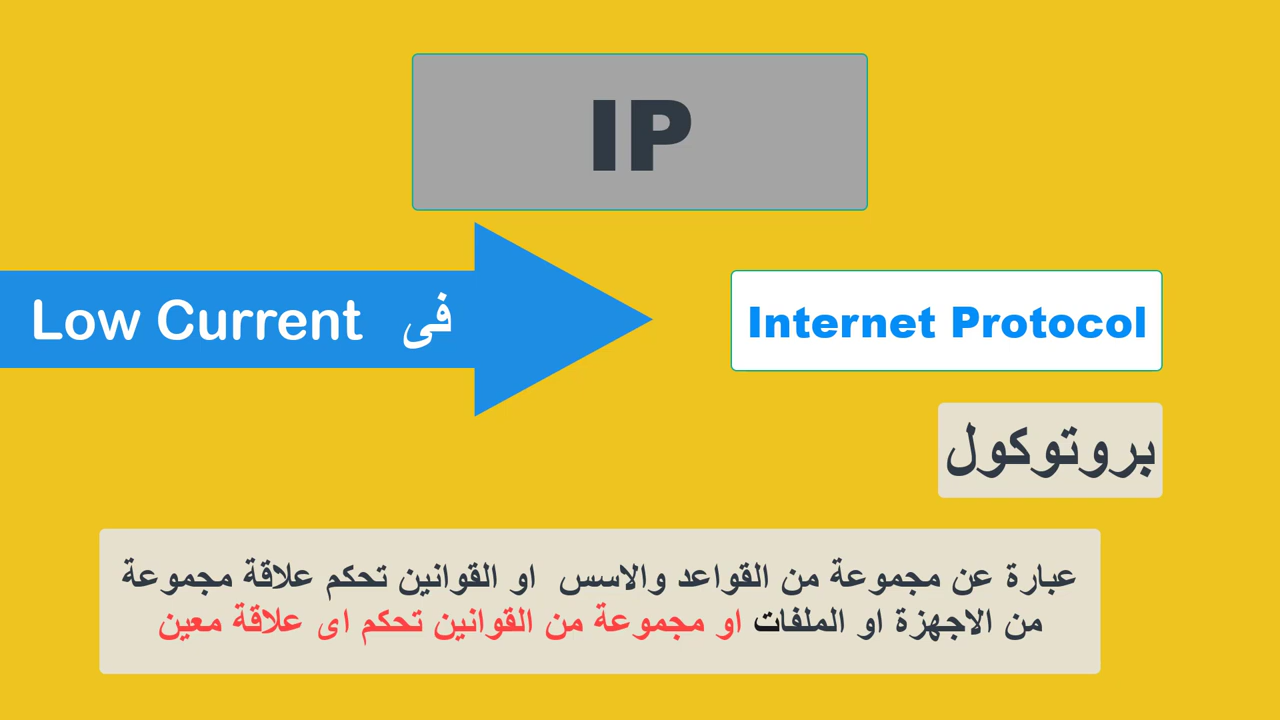 IP
Low Current فى
Internet Protocol
بروتوكول
عبارة عن مجموعة من القواعد والاسس او القوانين تحكم علاقة مجموعة
من الاجهزة او الملفات او مجموعة من القوانين تحكم اى علاقة معين